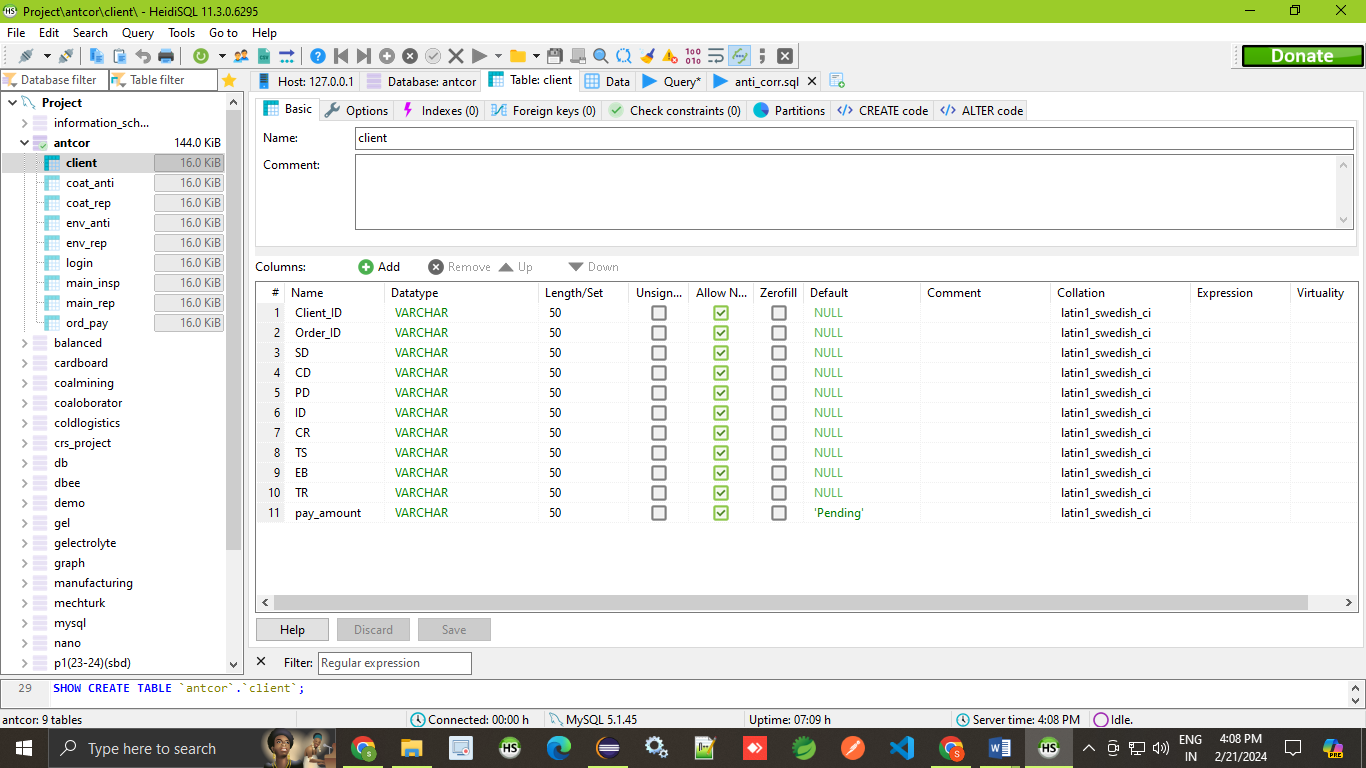 Project\antcor\client\ - HeidiSQL 11.3.0.6295
File Edit Search Query Tools Go to Help
Donate
Database filter Table filter
Host: 127.0.0.1 Database: antcor Table: client Data Query* anti_corr.sql
Project
information_sch...
antcor 144.0 KiB
client 16.0 KiB
coat_anti 16.0 KiB
coat_rep 16.0 KiB
env_anti 16.0 KiB
env_rep 16.0 KiB
login 16.0 KiB
main_insp 16.0 KiB
main_rep 16.0 KiB
ord_pay 16.0 KiB
balanced
cardboard
coalmining
coaloborator
coldlogistics
crs_project
db
dbee
demo
gel
gelectrolyte
graph
manufacturing
mechturk
mysql
nano
p1(23-24)(sbd)
Basic Options Indexes (0) Foreign keys (0) Check constraints (0) Partitions CREATE code ALTER code
Name: client
Comment:
Columns: Add Remove Up Down
# Name Datatype Length/Set Unsign... Allow N... Zerofill Default Comment Collation Expression Virtuality
1 Client_ID VARCHAR 50 NULL latin1_swedish_ci
2 Order_ID VARCHAR 50 NULL latin1_swedish_ci
3 SD VARCHAR 50 NULL latin1_swedish_ci
4 CD VARCHAR 50 NULL latin1_swedish_ci
5 PD VARCHAR 50 NULL latin1_swedish_ci
6 ID VARCHAR 50 NULL latin1_swedish_ci
7 CR VARCHAR 50 NULL latin1_swedish_ci
8 TS VARCHAR 50 NULL latin1_swedish_ci
9 EB VARCHAR 50 NULL latin1_swedish_ci
10 TR VARCHAR 50 NULL latin1_swedish_ci
11 pay_amount VARCHAR 50 'Pending' latin1_swedish_ci
Help Discard Save
Filter: Regular expression
29 SHOW CREATE TABLE `antcor`.`client`;
antcor: 9 tables Connected: 00:00 h MySQL 5.1.45 Uptime: 07:09 h Server time: 4:08 PM Idle.
Type here to search
ENG
IN
4:08 PM
2/21/2024